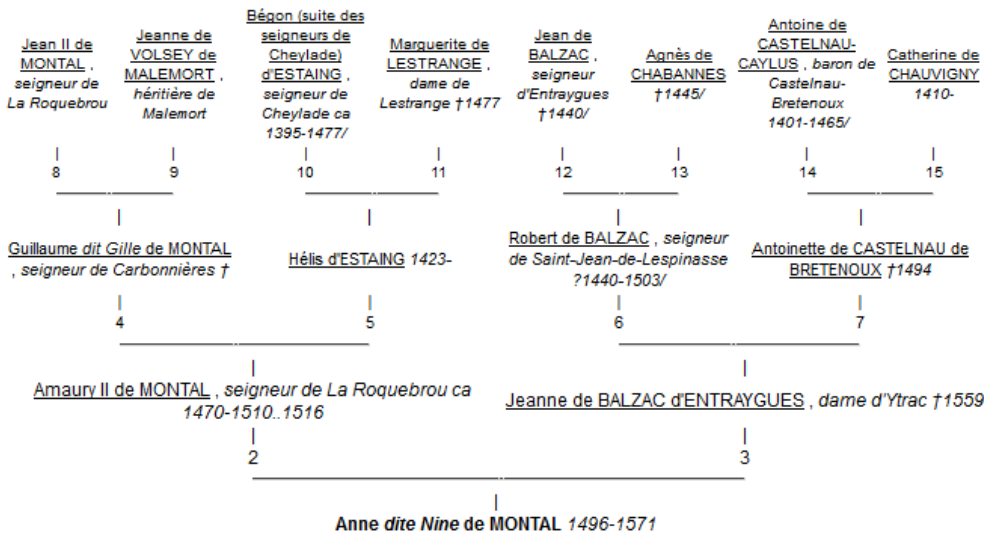 Jean II de
MONTAL ,
seigneur de
La Roquebrou
Jeanne de
VOLSEY de
MALEMORT ,
héritière de
Malemort
Bégon (suite des
seigneurs de
Cheylade)
d'ESTAING ,
seigneur de
Cheylade ca
1395-1477/
Marguerite de
LESTRANGE ,
dame de
Lestrange †1477
Jean de
BALZAC ,
seigneur
d'Entraygues
†1440/
Agnès de
CHABANNES
†1445/
Antoine de
CASTELNAU-
CAYLUS , baron de
Castelnau-
Bretenoux
1401-1465/
Catherine de
CHAUVIGNY
1410-
8 9 10 11 12 13 14 15
Guillaume dit Gille de MONTAL
, seigneur de Carbonnières †
Hélis d'ESTAING 1423-
Robert de BALZAC , seigneur
de Saint-Jean-de-Lespinasse
?1440-1503/
Antoinette de CASTELNAU de
BRETENOUX †1494
4 5 6 7
Amaury II de MONTAL , seigneur de La Roquebrou ca
1470-1510..1516
Jeanne de BALZAC d'ENTRAYGUES , dame d'Ytrac †1559
2 3
Anne dite Nine de MONTAL 1496-1571